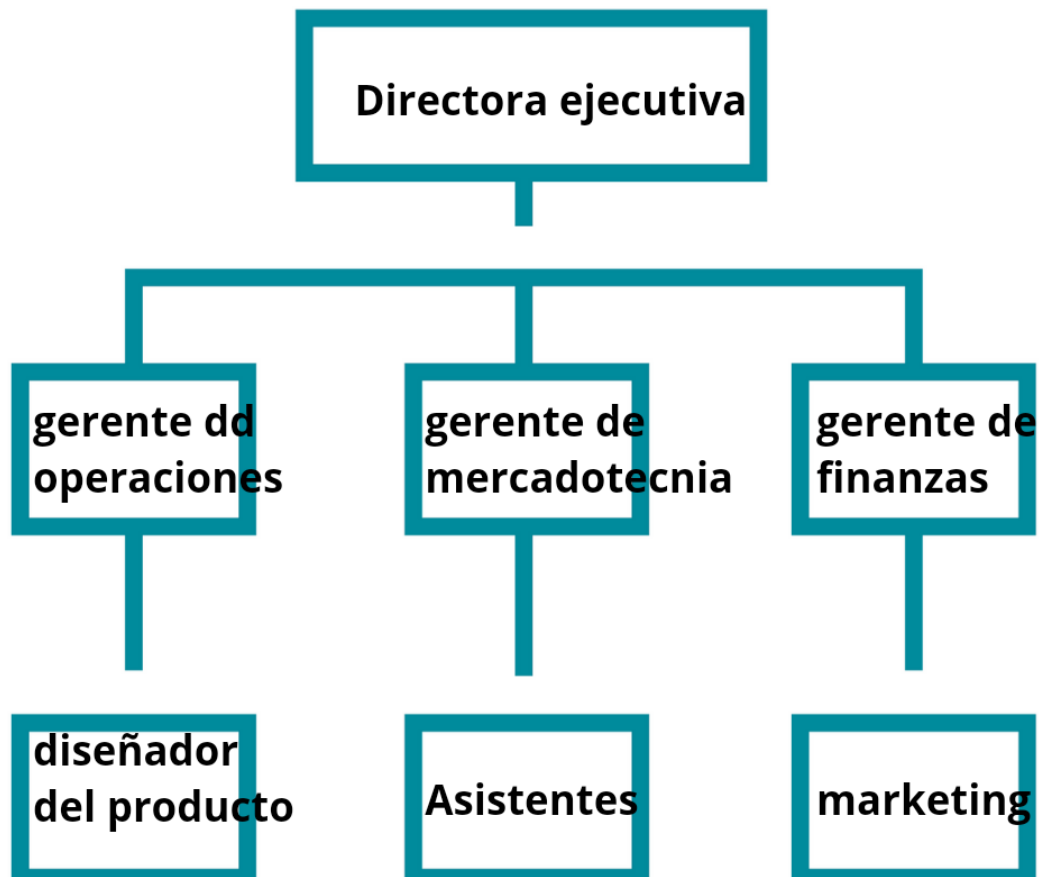 Directora ejecutiva
gerente dd
operaciones
gerente de
mercadotecnia
gerente de
finanzas
diseñador
del producto
Asistentes
marketing